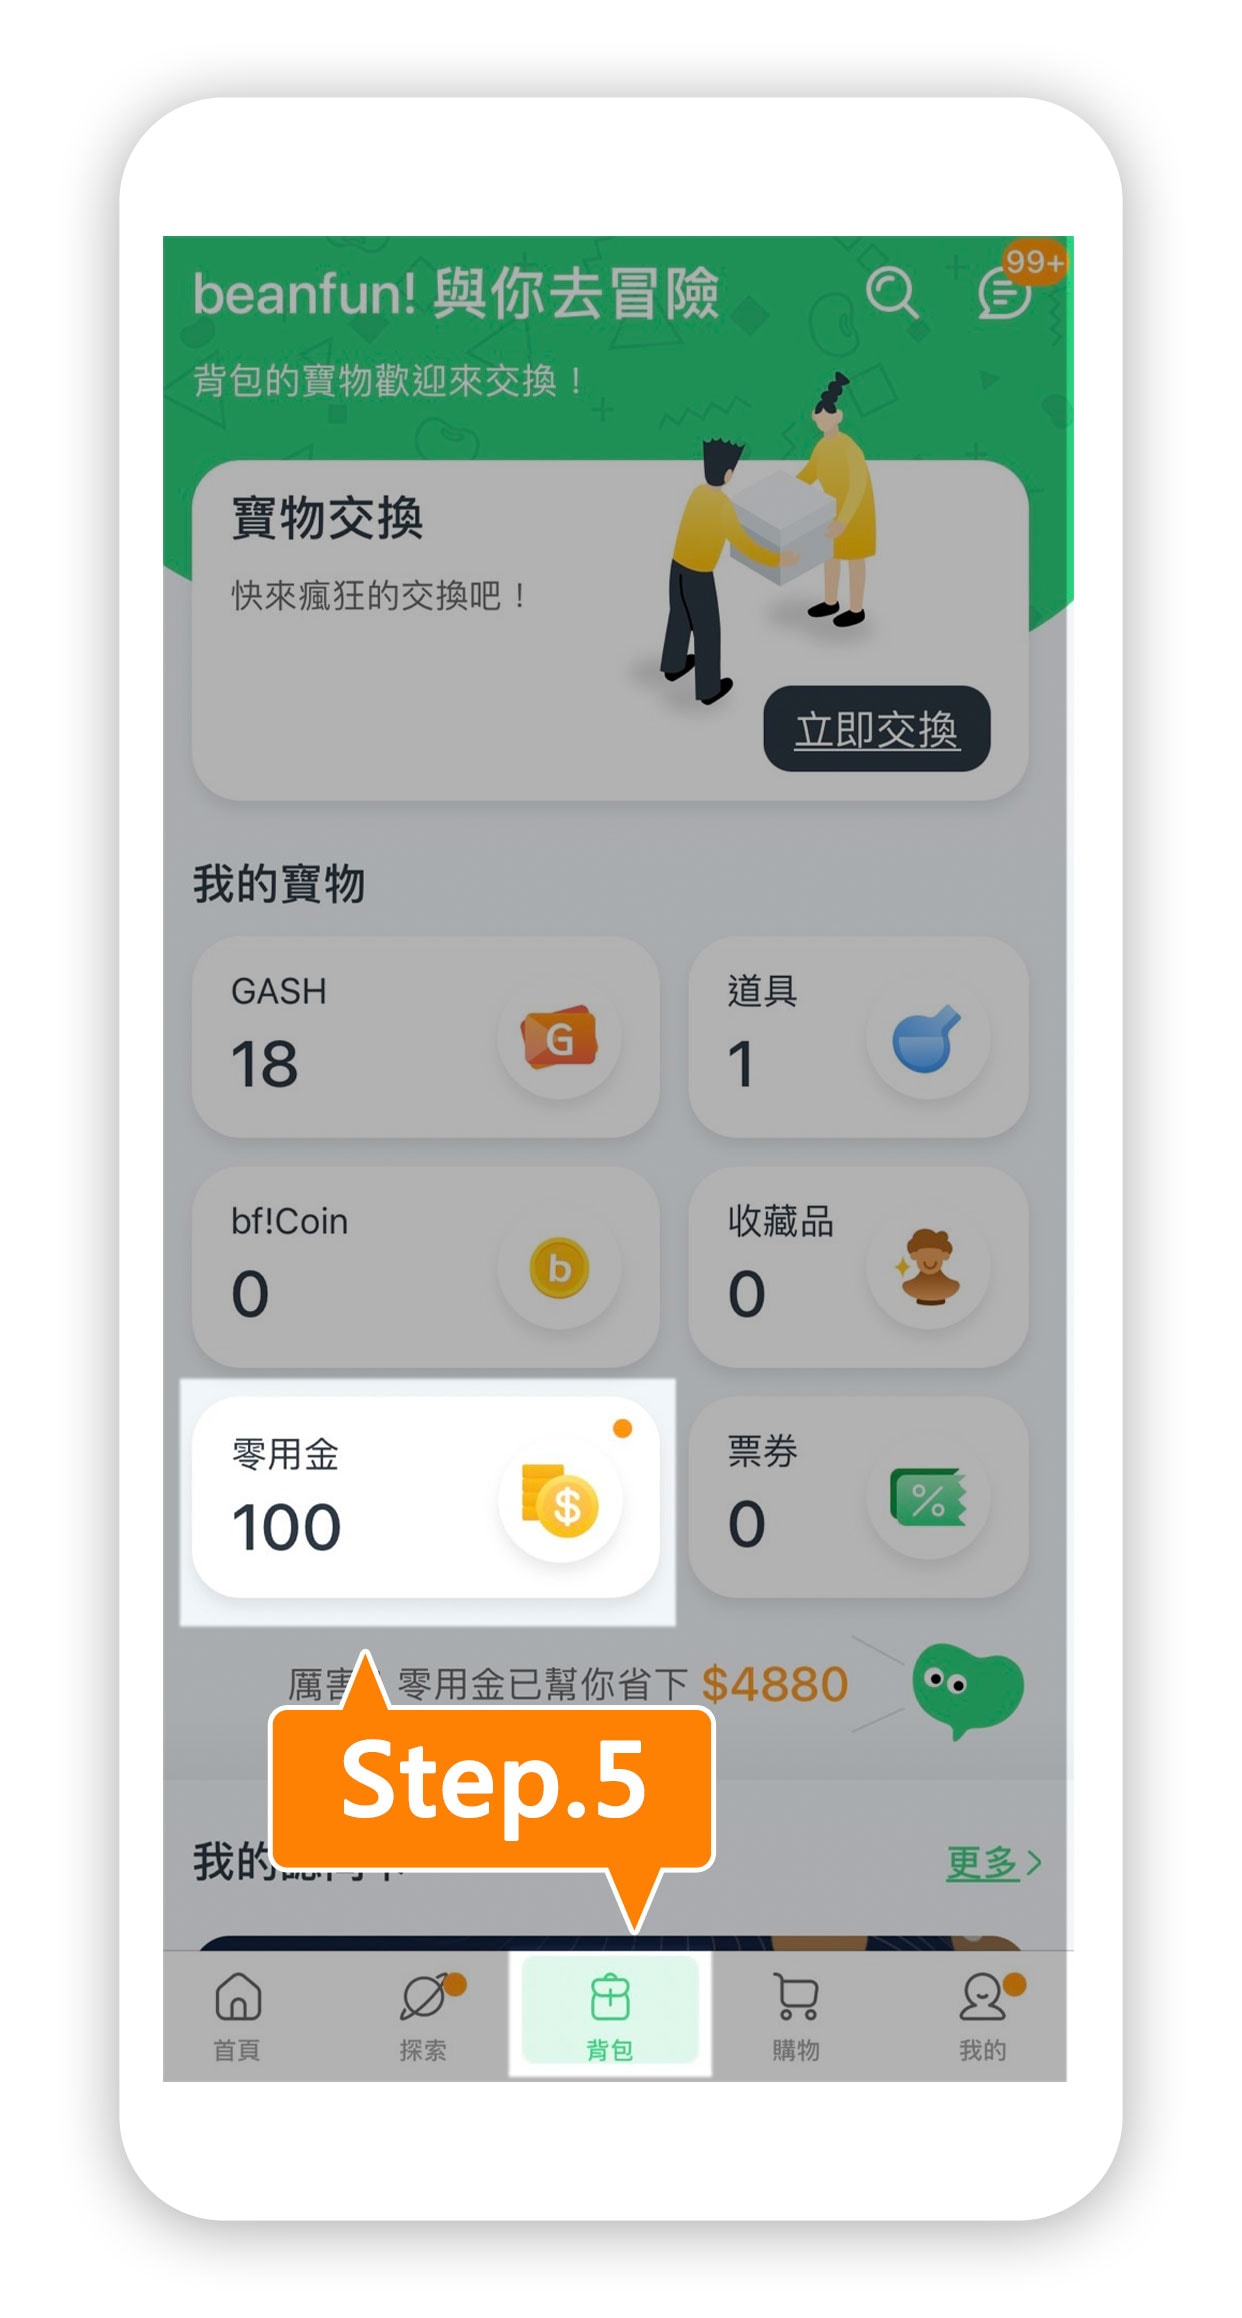 beanfun! 與你去冒險
99+
背包的寶物歡迎來交換！
寶物交換
快來瘋狂的交換吧！
立即交換
我的寶物
GASH
18
G
道具
1
bf!Coin
0
b
收藏品
0
零用金
100
$
票券
0
%
厲害 零用金已幫你省下 $4880
Step.5
我的
更多
首頁
探索
背包
購物
我的